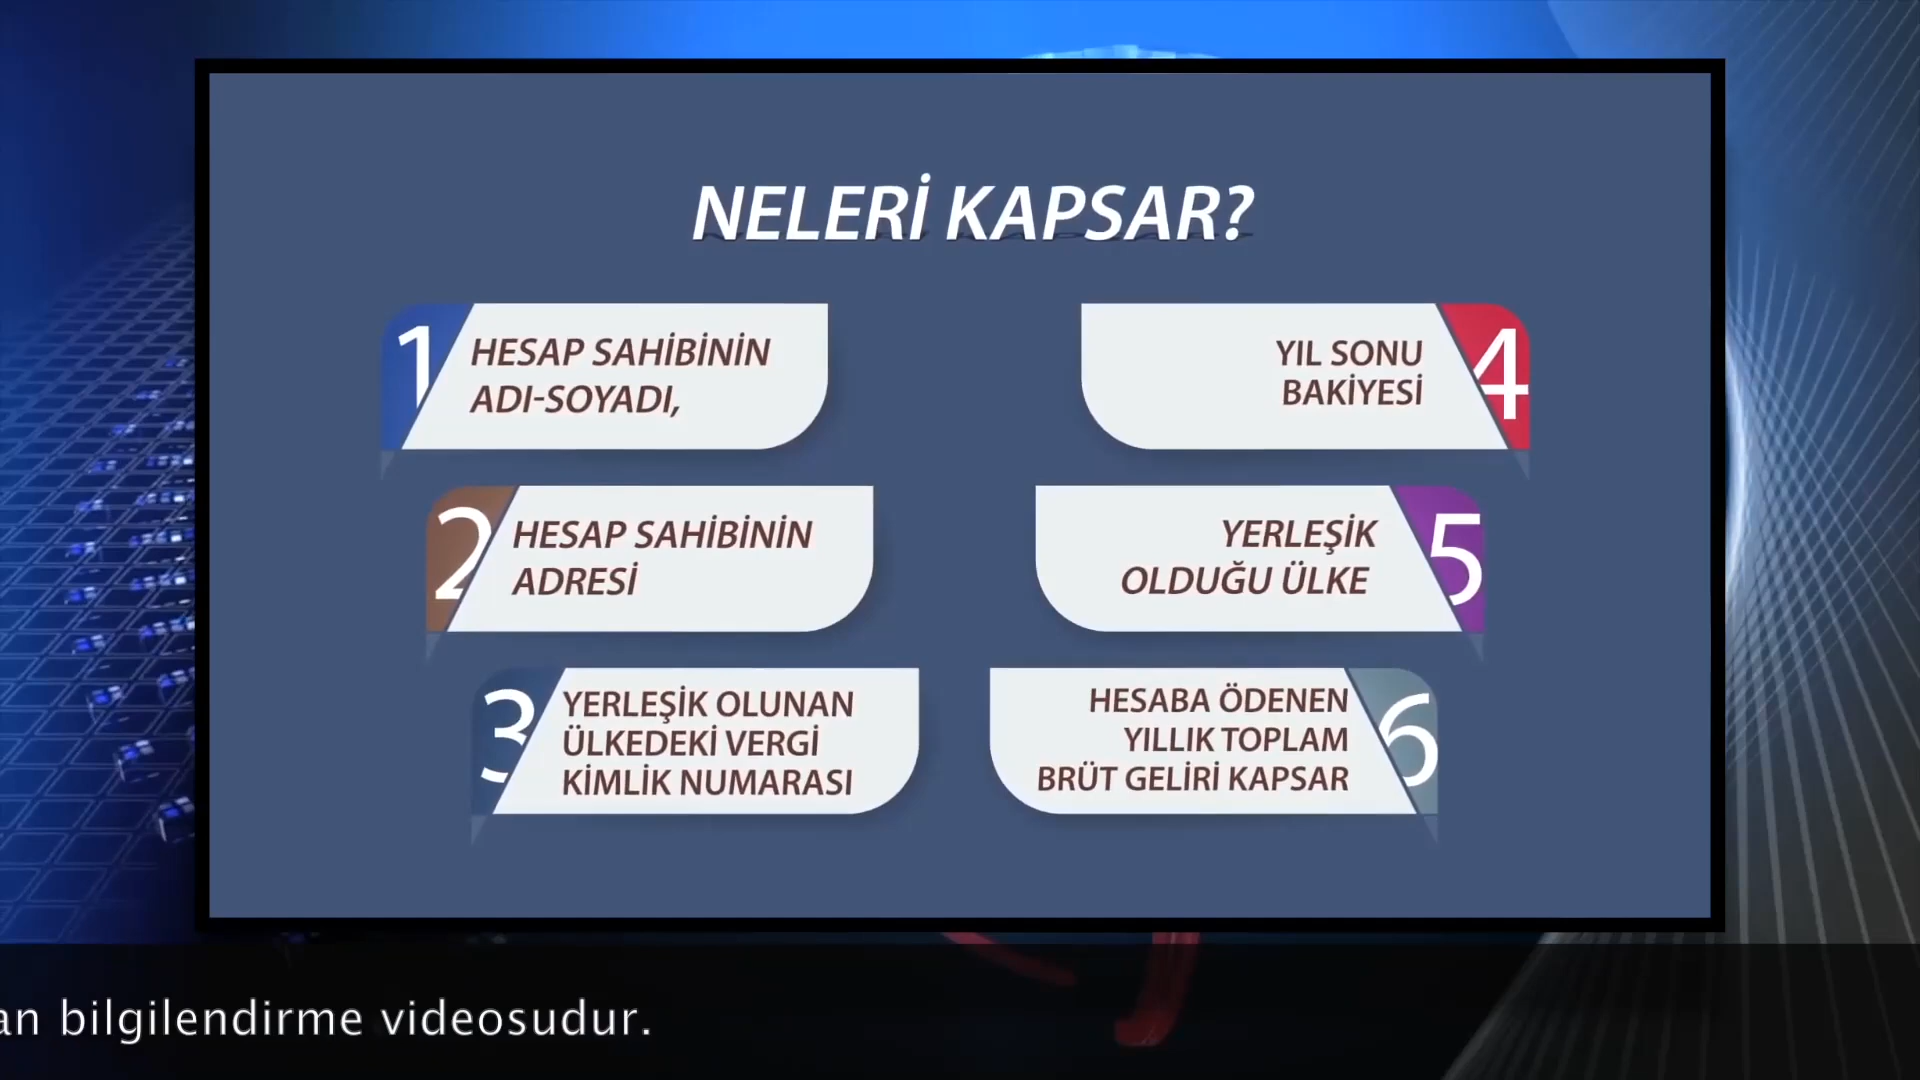 NELERİ KAPSAR?
1
HESAP SAHİBİNİN
ADI-SOYADI,
2
HESAP SAHİBİNİN
ADRESİ
3
YERLEŞİK OLUNAN
ÜLKEDEKİ VERGİ
KİMLİK NUMARASI
4
YIL SONU
BAKİYESİ
5
YERLEŞİK
OLDUĞU ÜLKE
6
HESABA ÖDENEN
YILLIK TOPLAM
BRÜT GELİRİ KAPSAR
bilgilendirme videosudur.